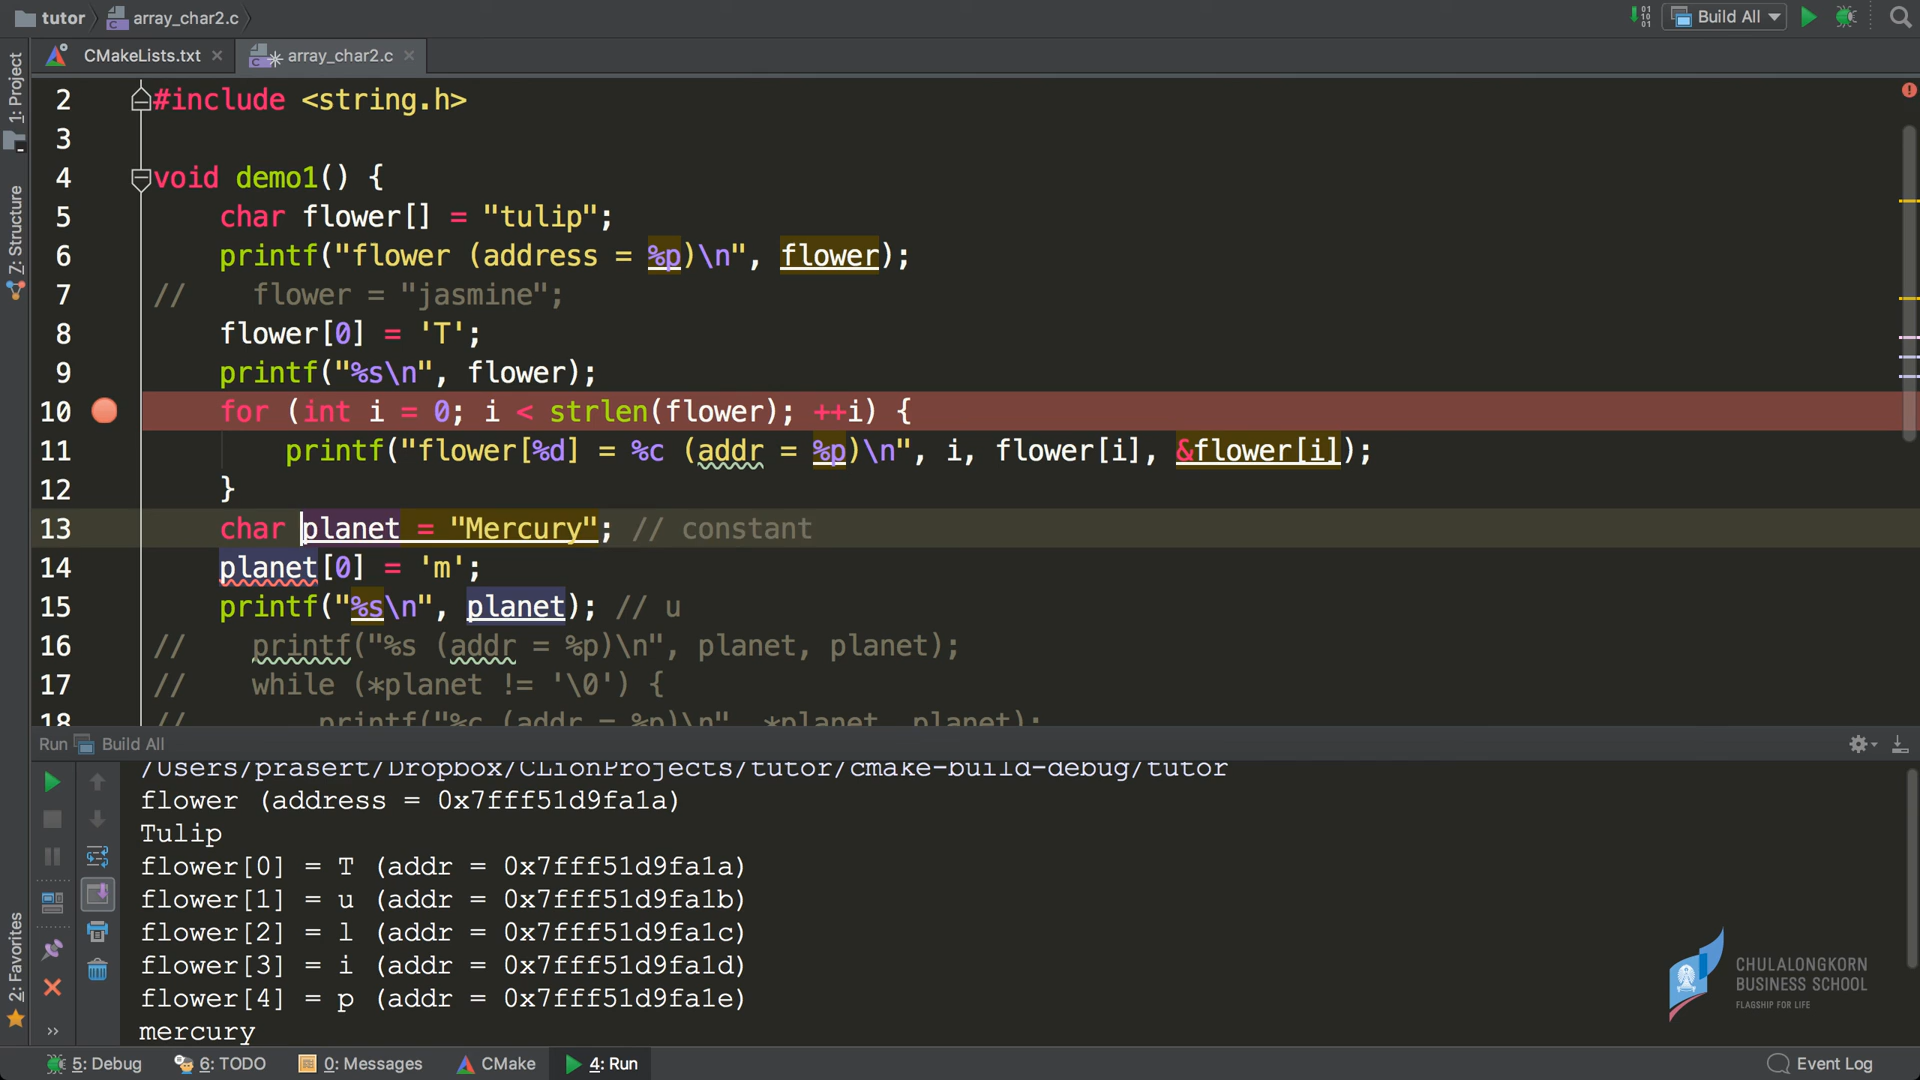 tutor
array_char2.c
Build All
CMakeLists.txt
array_char2.c
1: Project
7: Structure
2: Favorites
2 #include <string.h>
3
4 void demo1() {
5 char flower[] = "tulip";
6 printf("flower (address = %p)\n", flower);
7 // flower = "jasmine";
8 flower[0] = 'T';
9 printf("%s\n", flower);
10 for (int i = 0; i < strlen(flower); ++i) {
11 printf("flower[%d] = %c (addr = %p)\n", i, flower[i], &flower[i]);
12 }
13 char planet = "Mercury"; // constant
14 planet[0] = 'm';
15 printf("%s\n", planet); // u
16 // printf("%s (addr = %p)\n", planet, planet);
17 // while (*planet != '\0') {
18 // printf("%c (addr = %p)\n", *planet, planet);
Run Build All
/Users/prasert/Dropbox/CLionProjects/tutor/cmake-build-debug/tutor
flower (address = 0x7fff51d9fa1a)
Tulip
flower[0] = T (addr = 0x7fff51d9fa1a)
flower[1] = u (addr = 0x7fff51d9fa1b)
flower[2] = l (addr = 0x7fff51d9fa1c)
flower[3] = i (addr = 0x7fff51d9fa1d)
flower[4] = p (addr = 0x7fff51d9fa1e)
mercury
CHULALONGKORN
BUSINESS SCHOOL
FLAGSHIP FOR LIFE
5: Debug
6: TODO
0: Messages
CMake
4: Run
Event Log